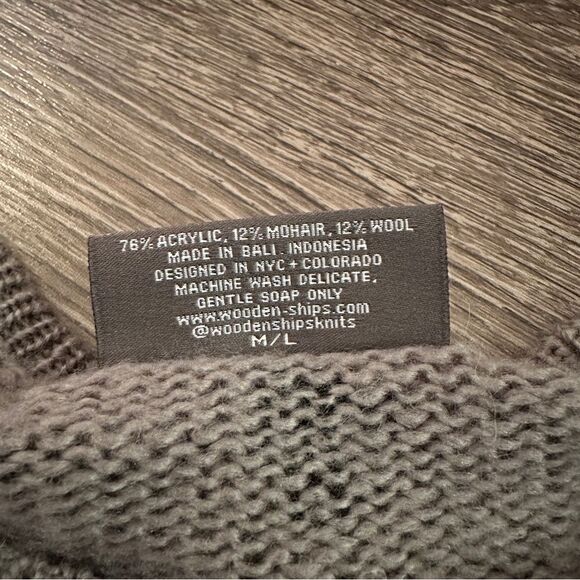 76% ACRYLIC, 12% MOHAIR, 12% WOOL
MADE IN BALI, INDONESIA
DESIGNED IN NYC + COLORADO
MACHINE WASH DELICATE,
GENTLE SOAP ONLY
www.wooden-ships.com
@woodenshipsknits
M/L